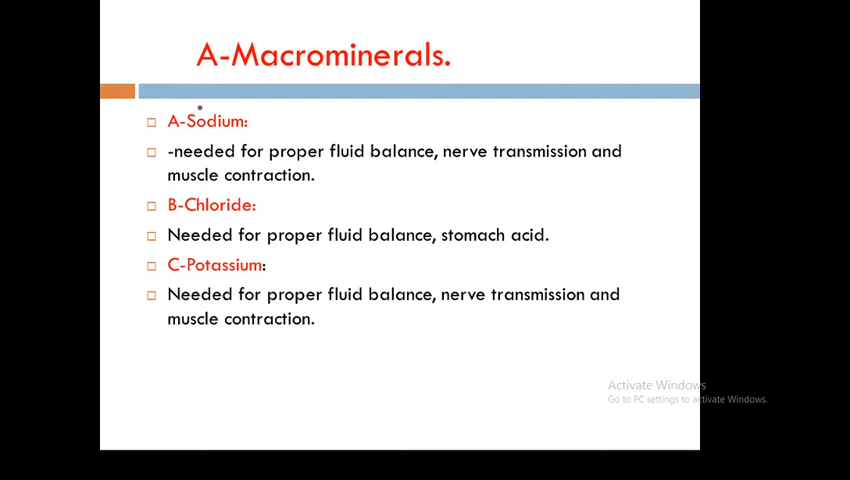 A-Macrominerals.
A-Sodium:
-needed for proper fluid balance, nerve transmission and
muscle contraction.
B-Chloride:
Needed for proper fluid balance, stomach acid.
C-Potassium:
Needed for proper fluid balance, nerve transmission and
muscle contraction.
Activate Windows
Go to PC settings to activate Windows.